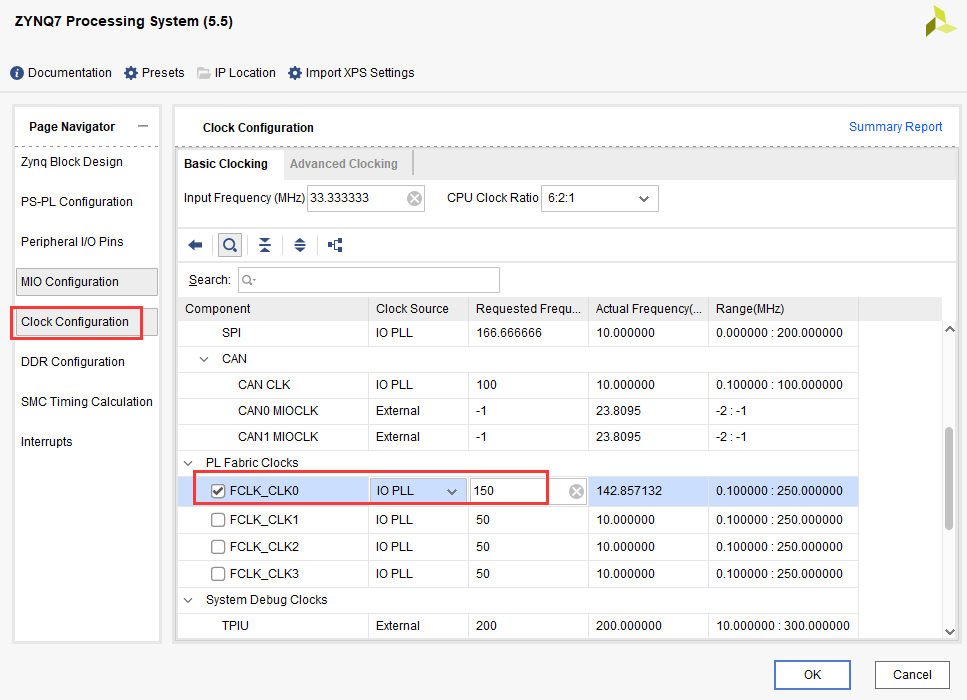 ZYNQ7 Processing System (5.5)
Documentation Presets IP Location Import XPS Settings
Page Navigator
Zynq Block Design
PS-PL Configuration
Peripheral I/O Pins
MIO Configuration
Clock Configuration
DDR Configuration
SMC Timing Calculation
Interrupts
Clock Configuration Summary Report
Basic Clocking Advanced Clocking
Input Frequency (MHz) 33.333333 CPU Clock Ratio 6:2:1
Search:
Component Clock Source Requested Frequ... Actual Frequency(... Range(MHz)
SPI IO PLL 166.666666 10.000000 0.000000 : 200.000000
CAN
CAN CLK IO PLL 100 10.000000 0.100000 : 100.000000
CAN0 MIOCLK External -1 23.8095 -2 : -1
CAN1 MIOCLK External -1 23.8095 -2 : -1
PL Fabric Clocks
FCLK_CLK0 IO PLL 150 142.857132 0.100000 : 250.000000
FCLK_CLK1 IO PLL 50 10.000000 0.100000 : 250.000000
FCLK_CLK2 IO PLL 50 10.000000 0.100000 : 250.000000
FCLK_CLK3 IO PLL 50 10.000000 0.100000 : 250.000000
System Debug Clocks
TPIU External 200 200.000000 10.000000 : 300.000000
OK Cancel